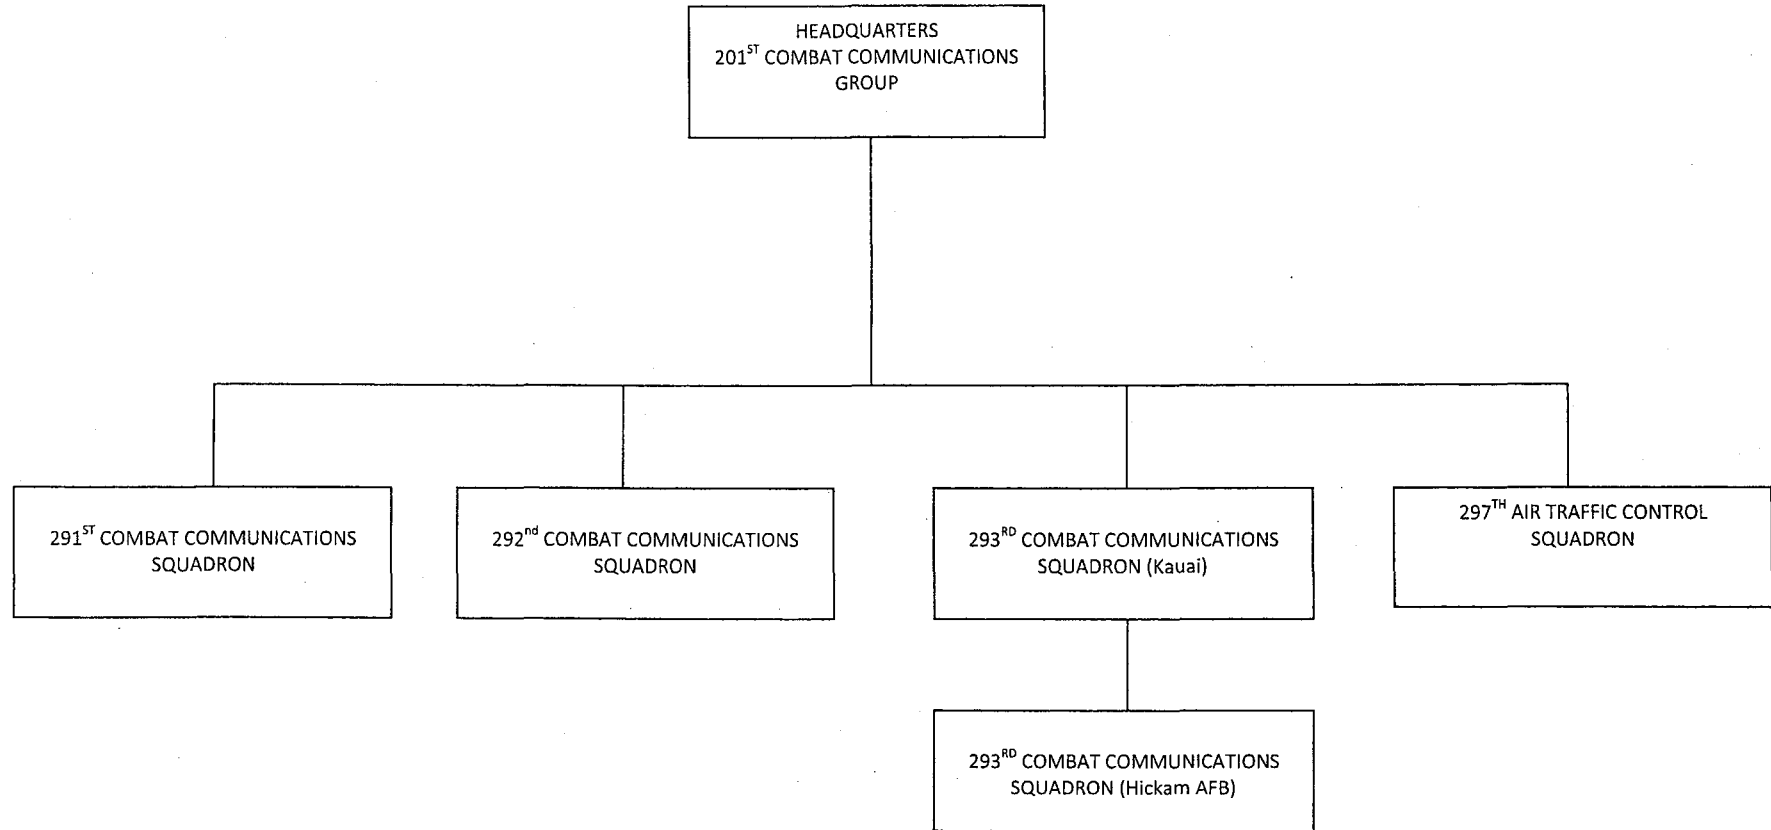 HEADQUARTERS
201ST COMBAT COMMUNICATIONS
GROUP
291ST COMBAT COMMUNICATIONS
SQUADRON
292nd COMBAT COMMUNICATIONS
SQUADRON
293RD COMBAT COMMUNICATIONS
SQUADRON (Kauai)
297TH AIR TRAFFIC CONTROL
SQUADRON
293RD COMBAT COMMUNICATIONS
SQUADRON (Hickam AFB)